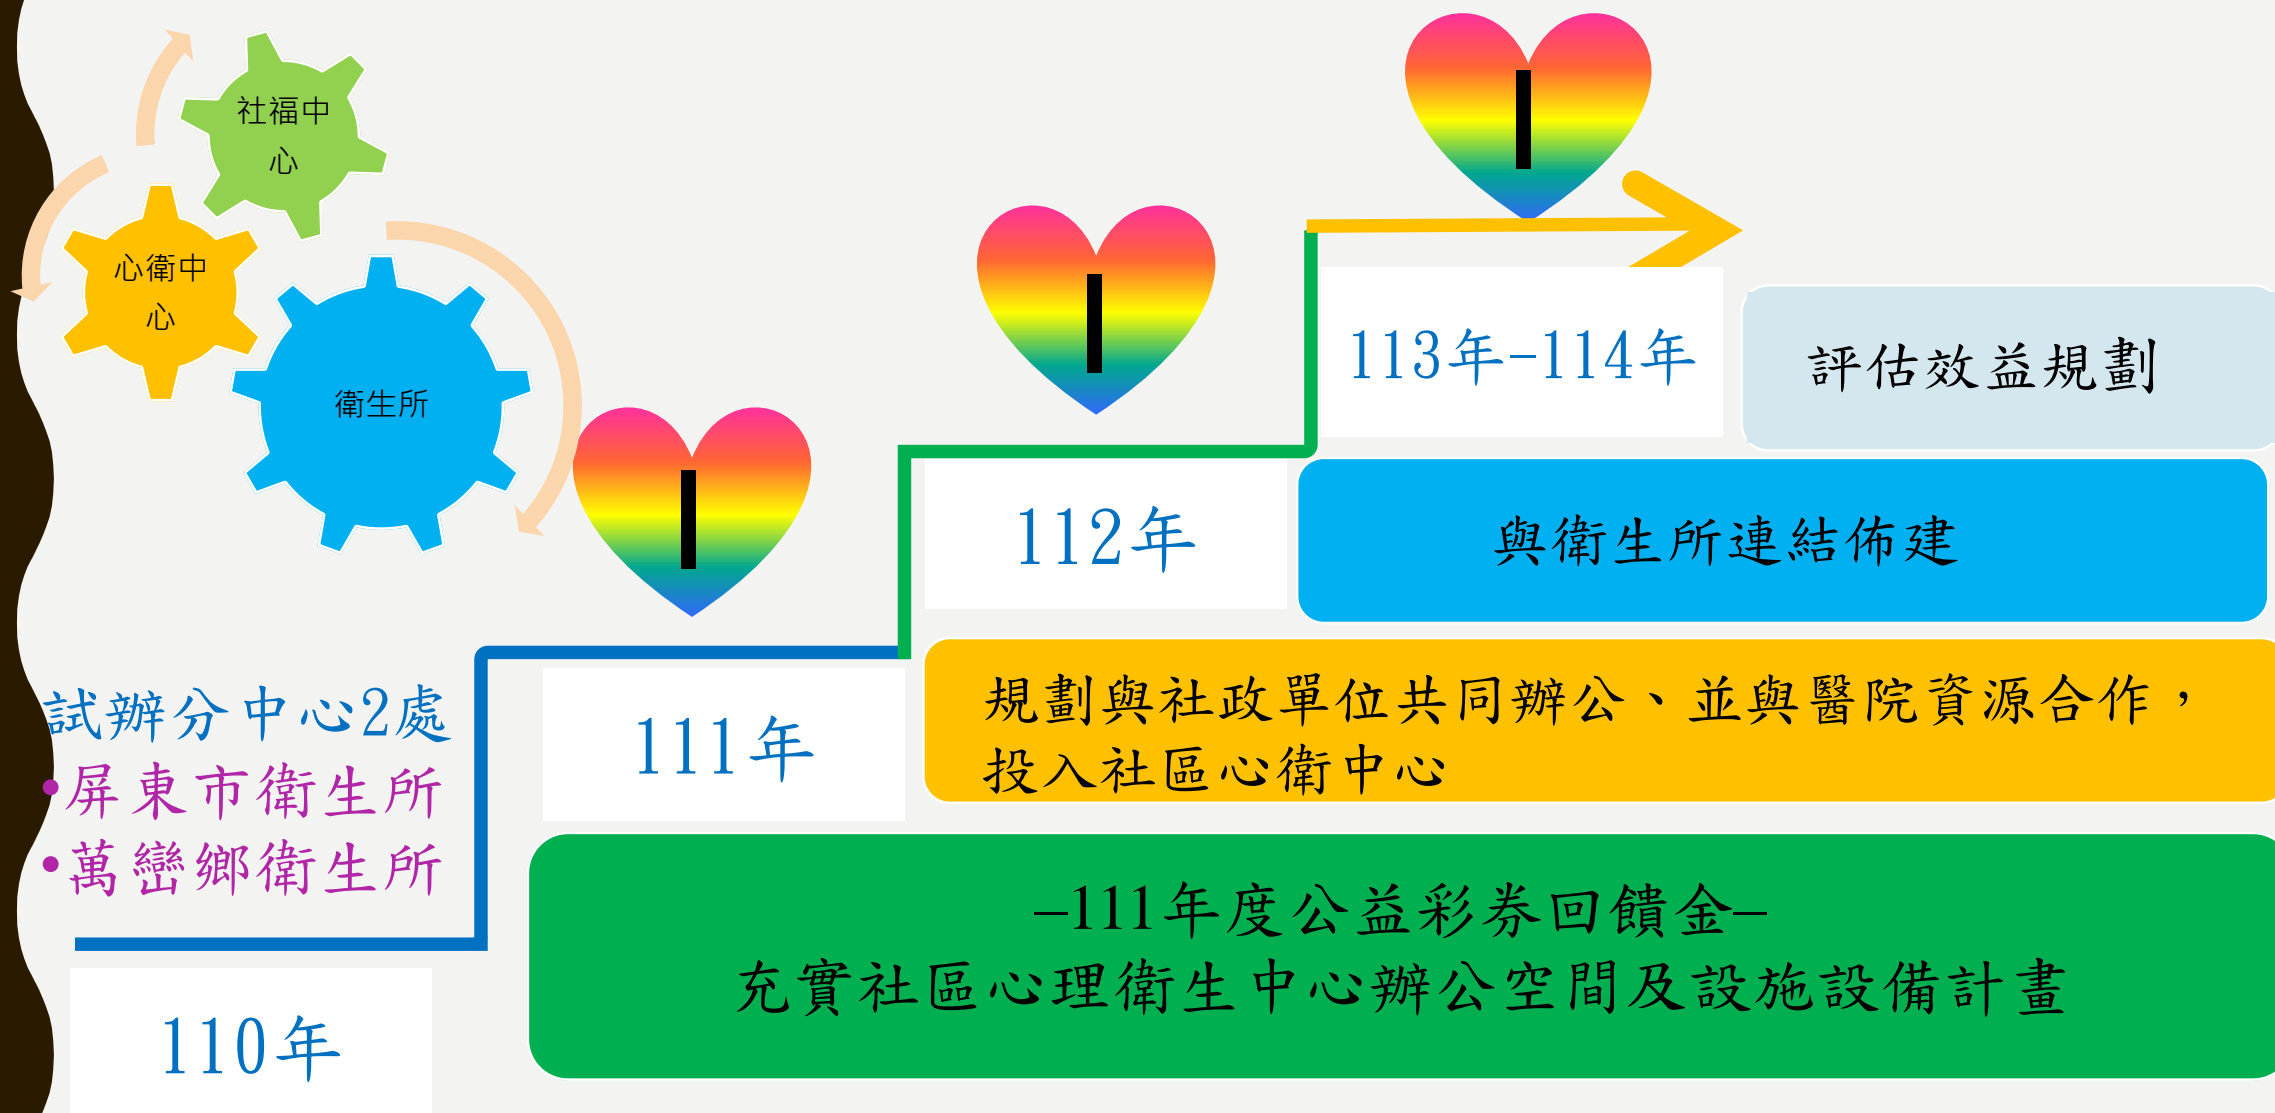 社福中
心
心衛中
心
衛生所
113年-114年
評估效益規劃
112年
與衛生所連結佈建
111年
規劃與社政單位共同辦公、並與醫院資源合作，
投入社區心衛中心
試辦分中心2處
•屏東市衛生所
•萬巒鄉衛生所
110年
–111年度公益彩券回饋金–
充實社區心理衛生中心辦公空間及設施設備計畫